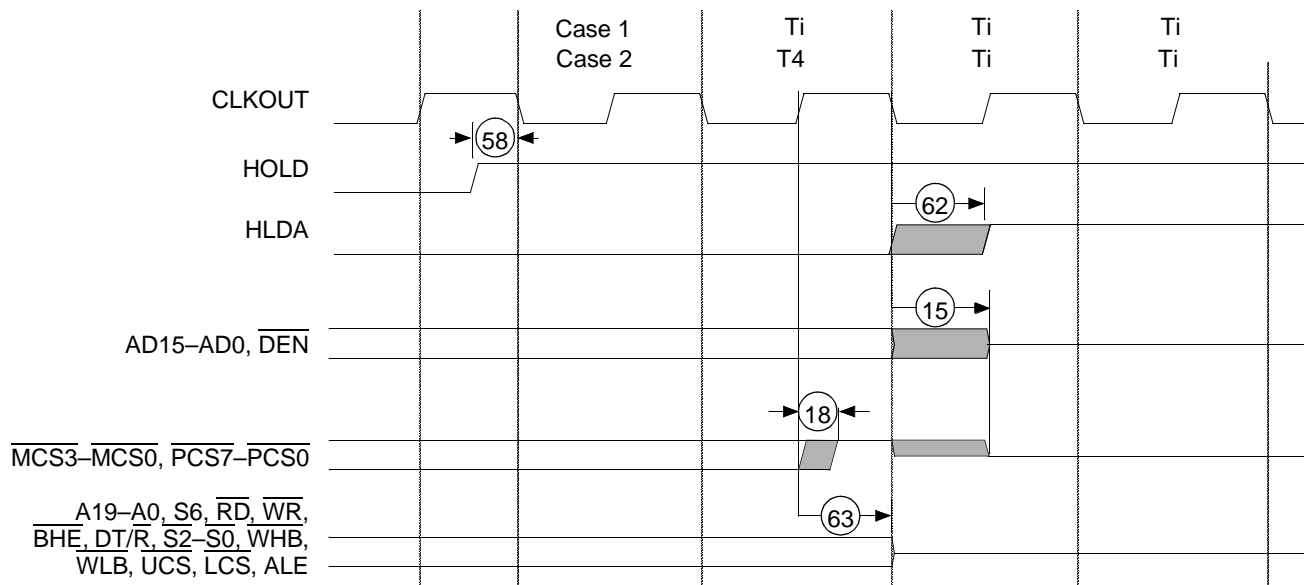 Case 1 Ti Ti Ti
Case 2 T4 Ti Ti
CLKOUT
58
HOLD
62
HLDA
15
AD15–AD0, DEN
18
MCS3–MCS0, PCS7–PCS0
A19–A0, S6, RD, WR,
63
BHE, DT/R, S2–S0, WHB,
WLB, UCS, LCS, ALE